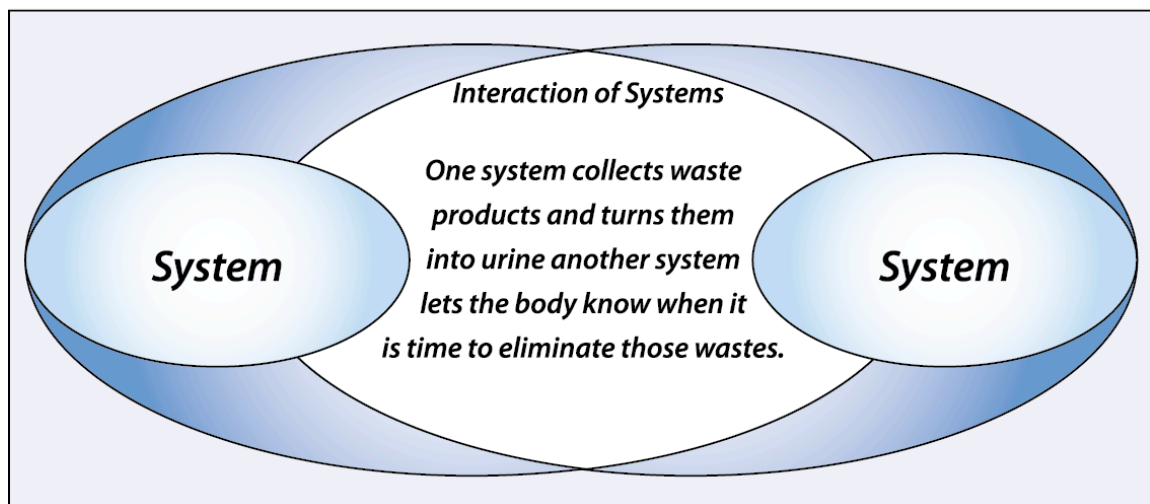 Interaction of Systems
One system collects waste
products and turns them
into urine another system
lets the body know when it
is time to eliminate those wastes.
System
System